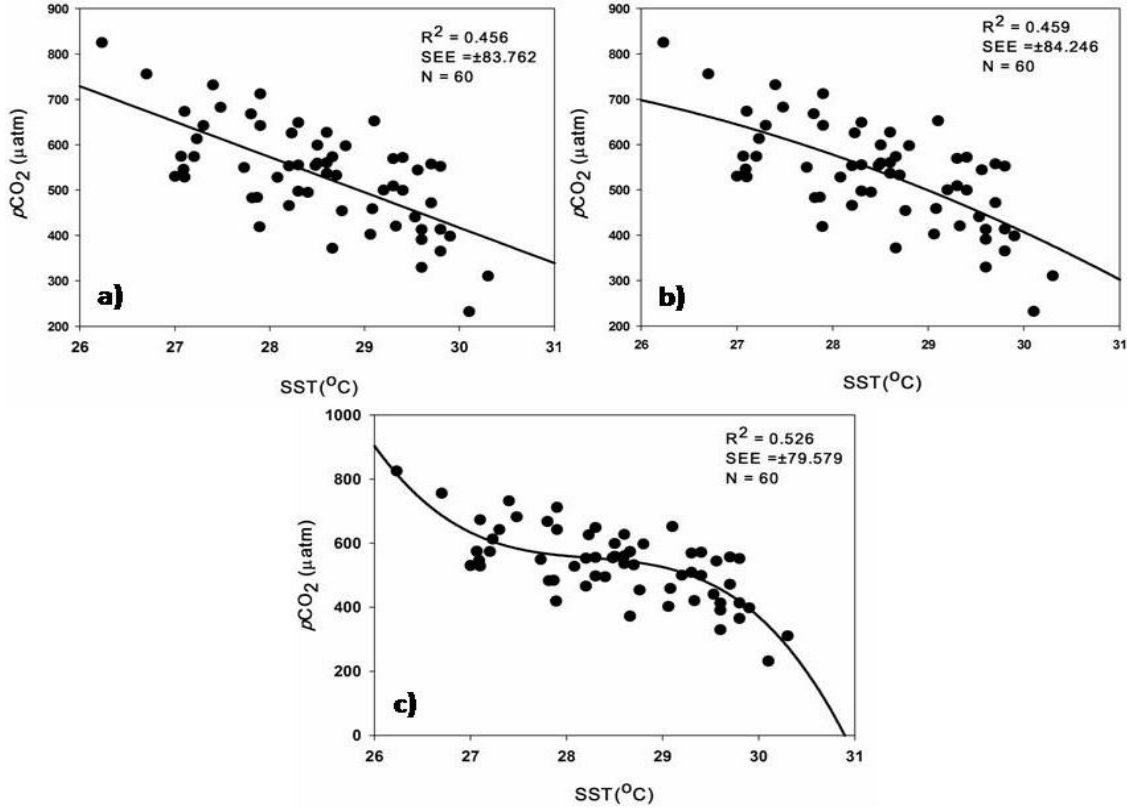 900
800
700
600
500
400
300
200
pCO2 (µatm)
R2 = 0.456
SEE =±83.762
N = 60
a)
26 27 28 29 30 31
SST(OC)
900
800
700
600
500
400
300
200
pCO2 (µatm)
R2 = 0.459
SEE =±84.246
N = 60
b)
26 27 28 29 30 31
SST(OC)
1000
800
600
400
200
0
pCO2 (µatm)
R2 = 0.526
SEE =±79.579
N = 60
c)
26 27 28 29 30 31
SST(OC)